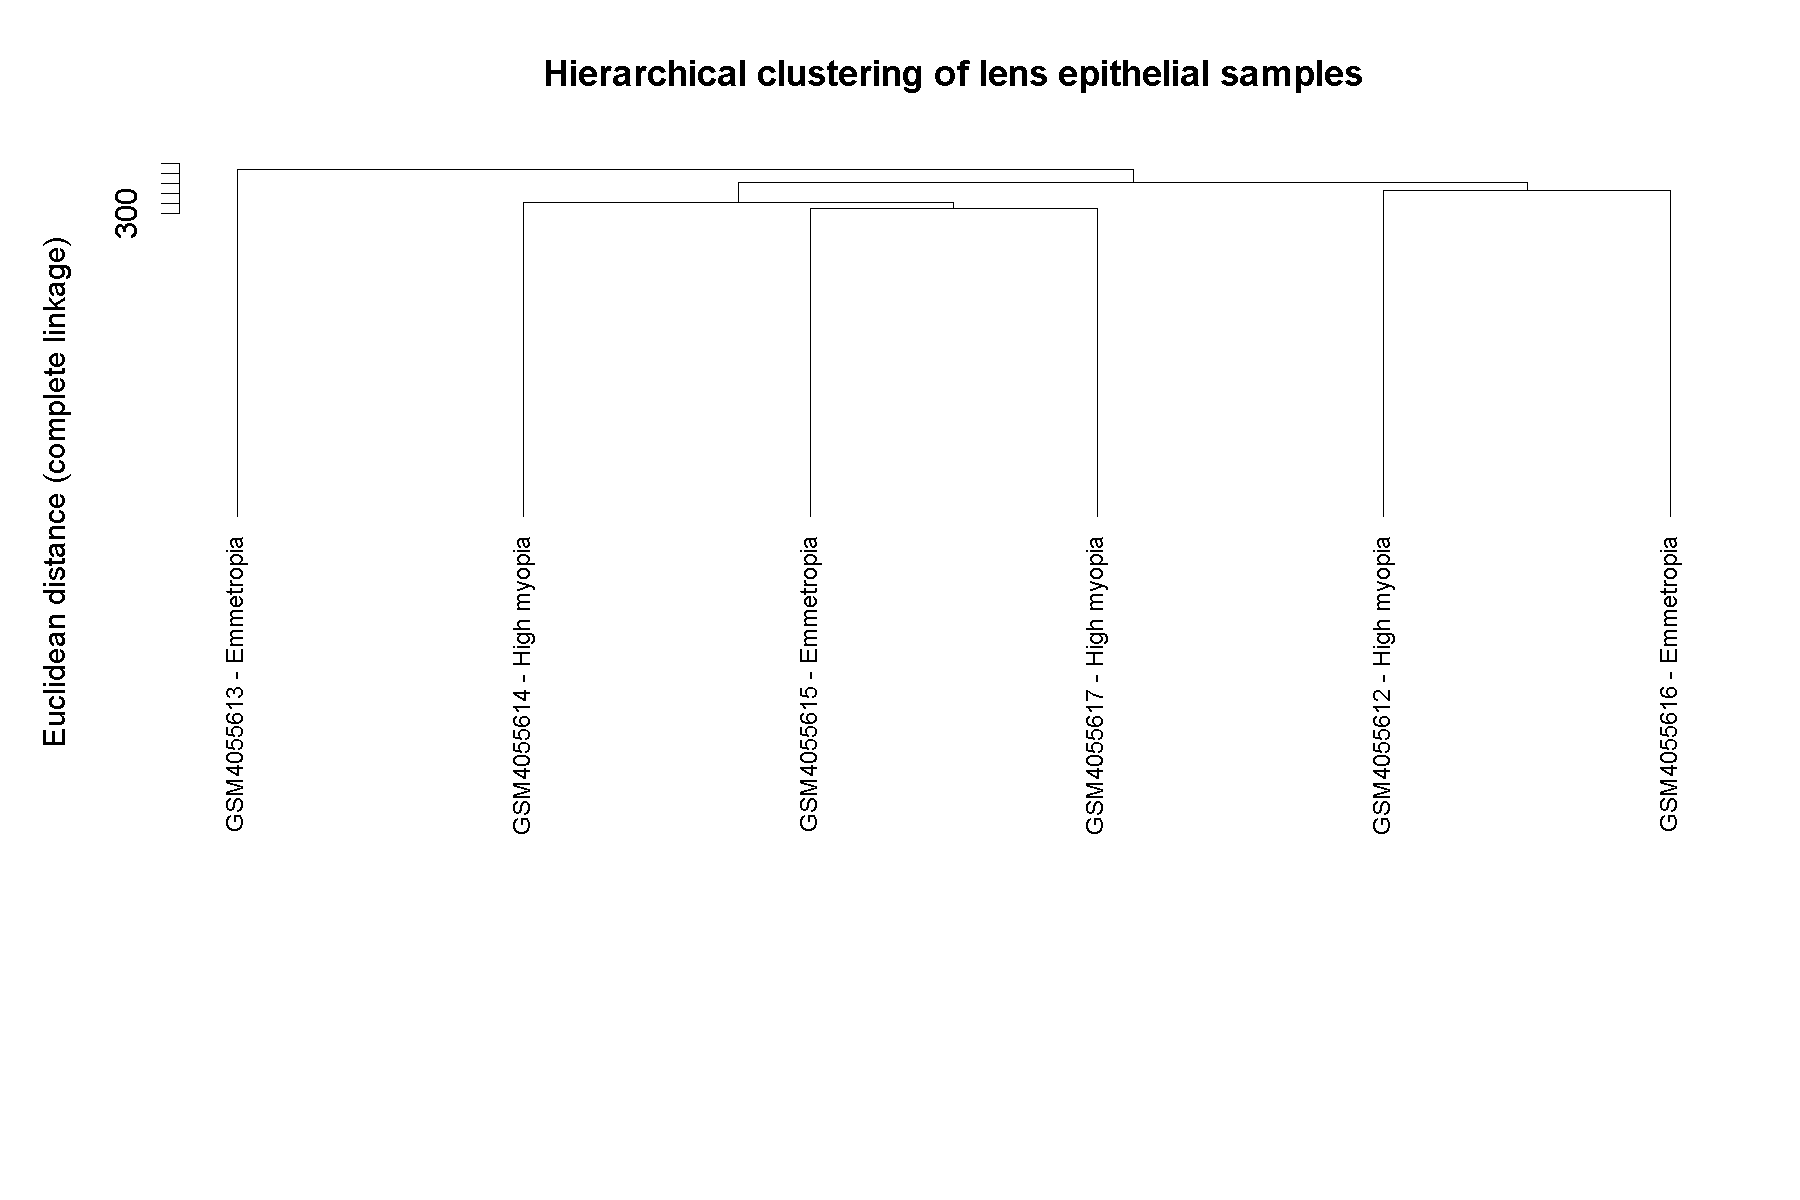 Hierarchical clustering of lens epithelial samples
300
Euclidean distance (complete linkage)
GSM4055613 - Emmetropia
GSM4055614 - High myopia
GSM4055615 - Emmetropia
GSM4055617 - High myopia
GSM4055612 - High myopia
GSM4055616 - Emmetropia